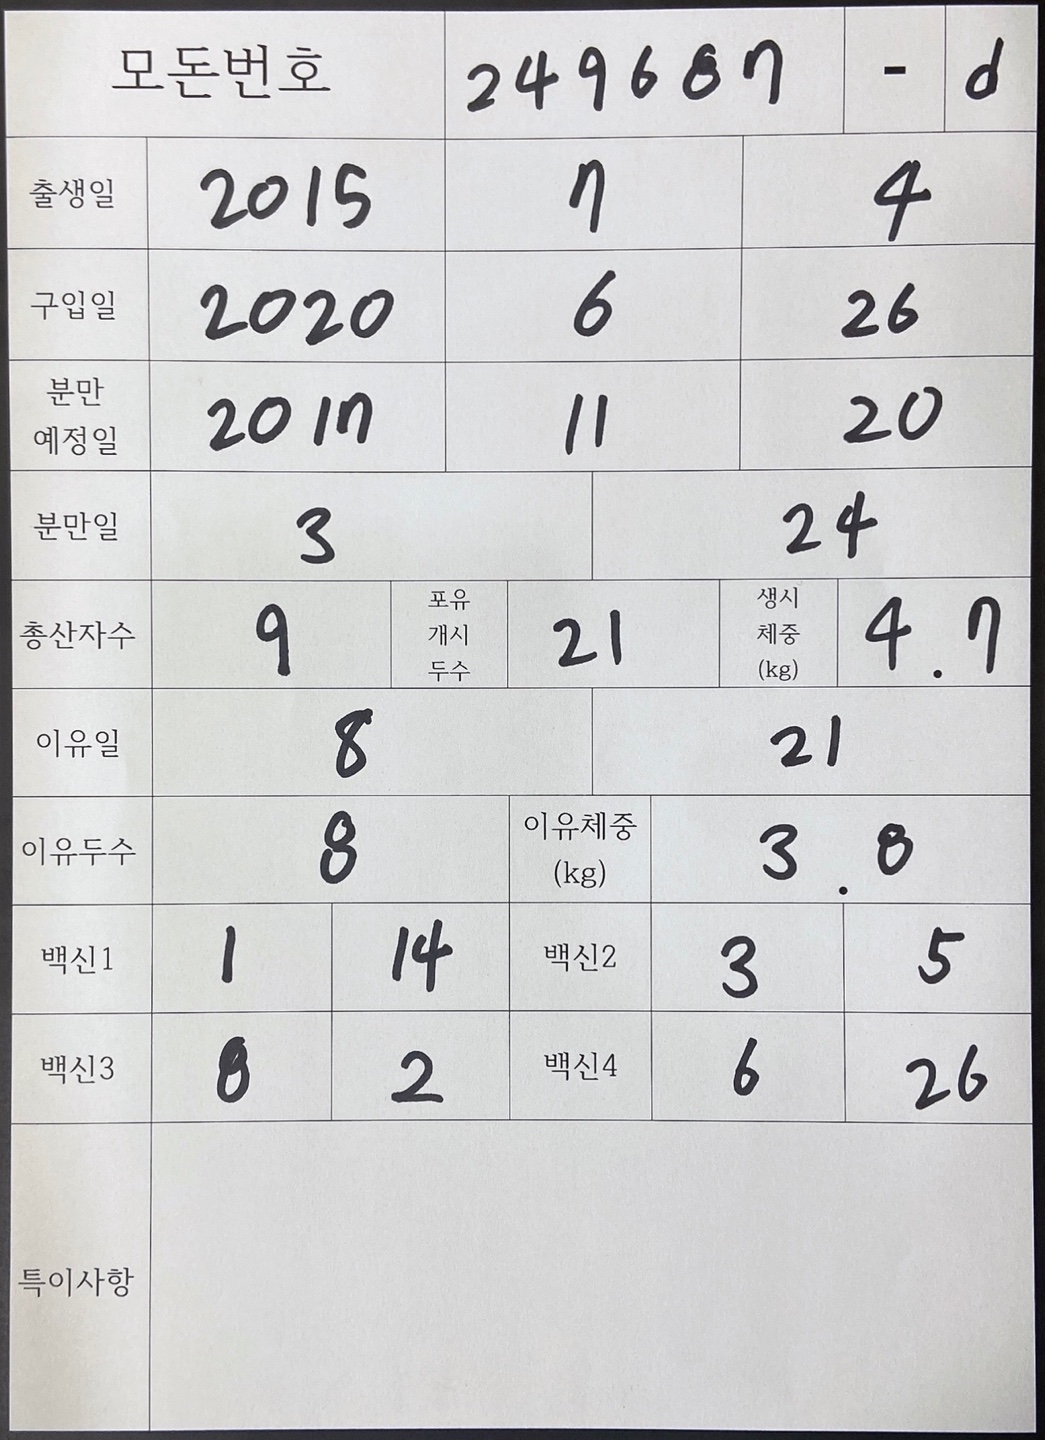 모돈번호 249687 - d
출생일 2015 7 4
구입일 2020 6 26
분만 예정일 2017 11 20
분만일 3 24
총산자수 9 포유 개시 두수 21 생시 체중 (kg) 4.7
이유일 8 21
이유두수 8 이유체중 (kg) 3.8
백신1 1 14 백신2 3 5
백신3 8 2 백신4 6 26
특이사항